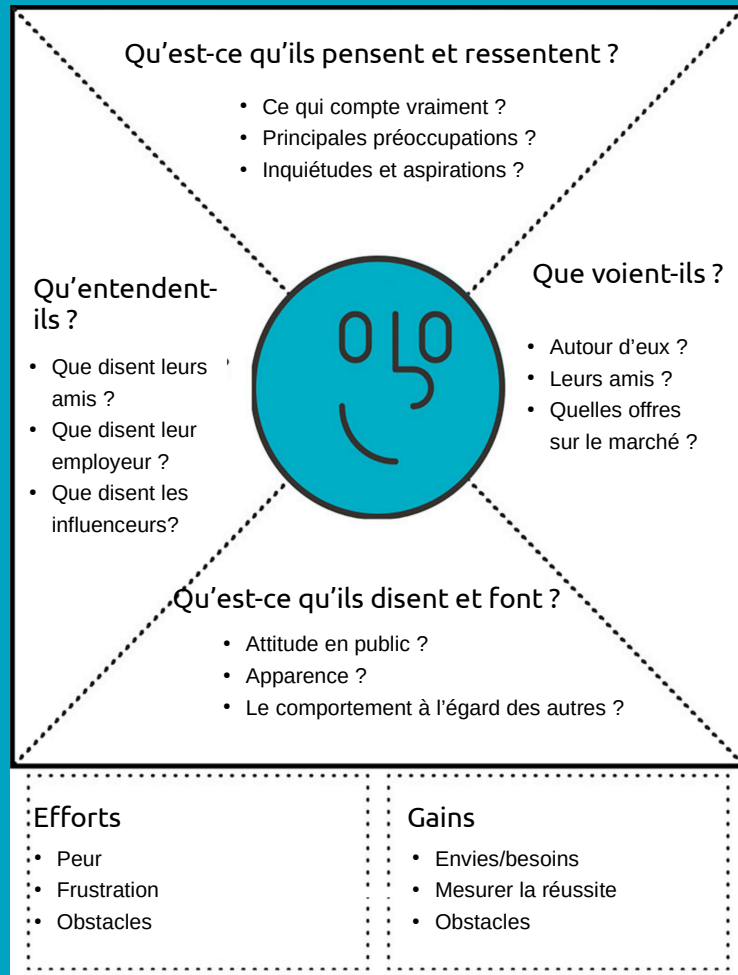 Qu'est-ce qu'ils pensent et ressentent ?
• Ce qui compte vraiment ?
• Principales préoccupations ?
• Inquiétudes et aspirations ?
Qu'entendent-
ils ?
• Que disent leurs
amis ?
• Que disent leur
employeur ?
• Que disent les
influenceurs?
Que voient-ils ?
• Autour d'eux ?
• Leurs amis ?
• Quelles offres
sur le marché ?
Qu'est-ce qu'ils disent et font ?
• Attitude en public ?
• Apparence ?
• Le comportement à l'égard des autres ?
Efforts
• Peur
• Frustration
• Obstacles
Gains
• Envies/besoins
• Mesurer la réussite
• Obstacles